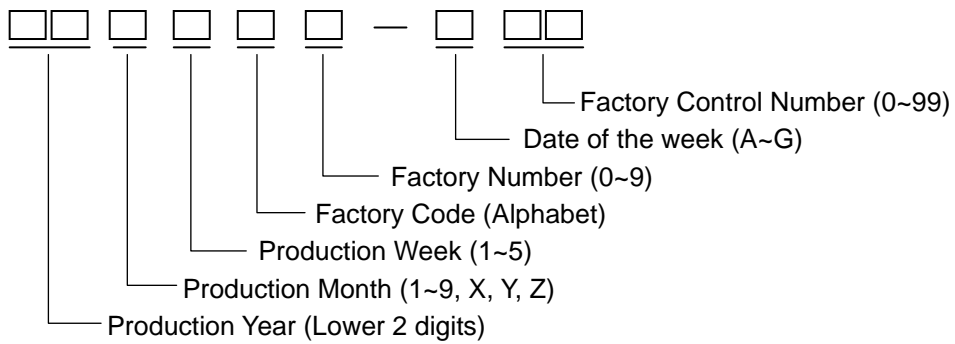 □□ □ □ □ □ — □ □□
Factory Control Number (0~99)
Date of the week (A~G)
Factory Number (0~9)
Factory Code (Alphabet)
Production Week (1~5)
Production Month (1~9, X, Y, Z)
Production Year (Lower 2 digits)